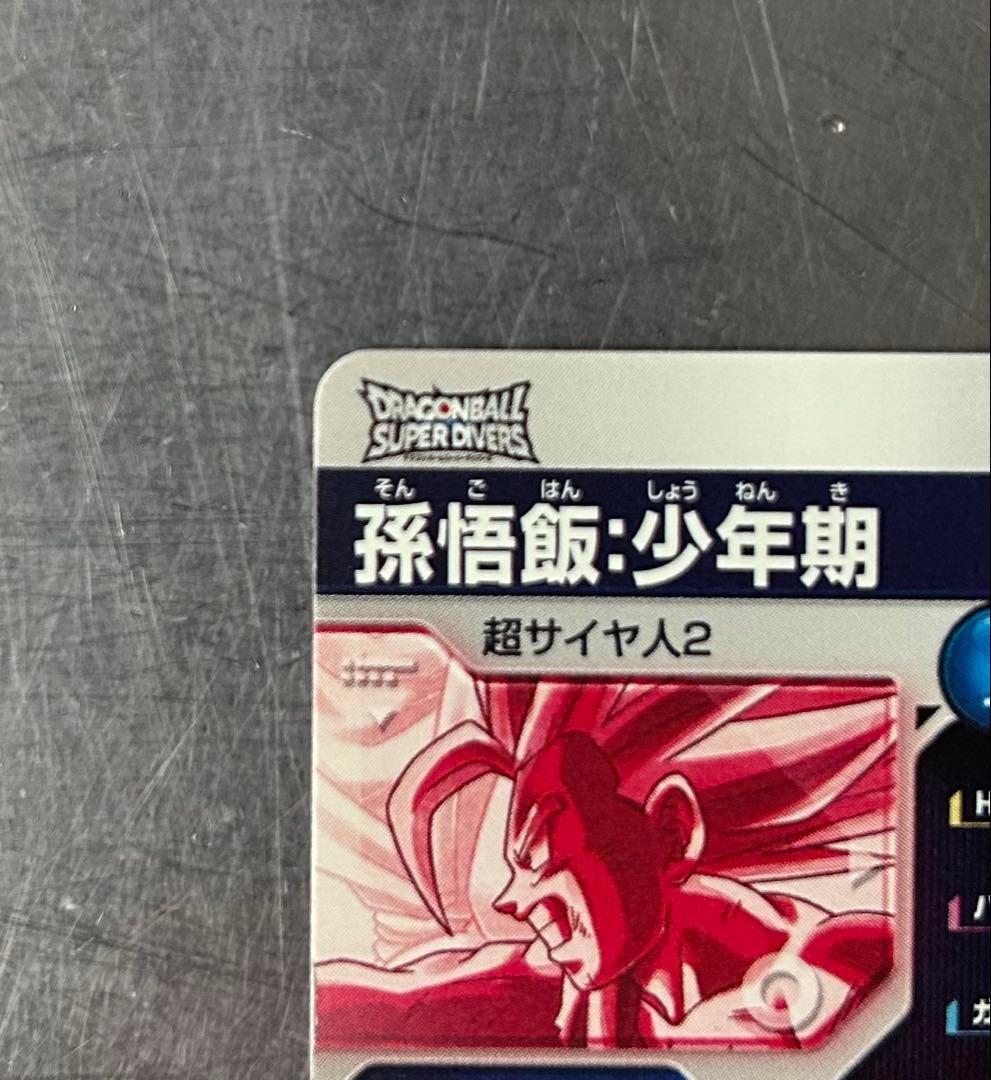 DRAGONBALL
SUPER DIVERS
そん ご はん しょう ねん き
孫悟飯:少年期
超サイヤ人2
H